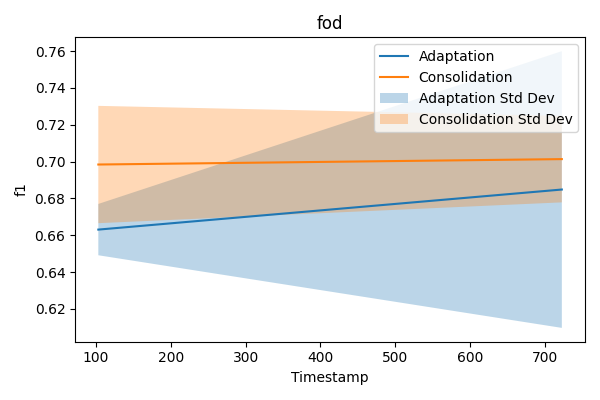 fod
f1
0.76
0.74
0.72
0.70
0.68
0.66
0.64
0.62
Adaptation
Consolidation
Adaptation Std Dev
Consolidation Std Dev
100
200
300
400
500
600
700
Timestamp